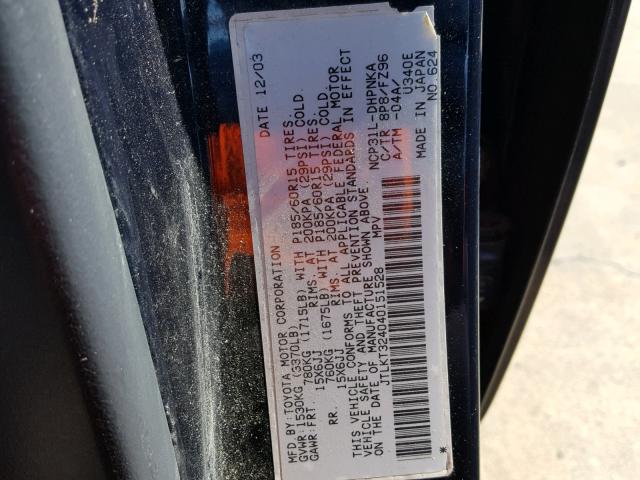 MFD BY:TOYOTA MOTOR CORPORATION DATE 12/03
GVWR:1530KG (3370LB)
GAWR:FRT. 780KG (1715LB) WITH P185/60R15 TIRES.
15X6JJ RIMS. AT 200KPA (29PSI) COLD.
RR. 760KG (1675LB) WITH P185/60R15 TIRES.
15X6JJ RIMS. AT 200KPA (29PSI) COLD.
THIS VEHICLE CONFORMS TO ALL APPLICABLE FEDERAL MOTOR
VEHICLE SAFETY AND THEFT PREVENTION STANDARDS IN EFFECT
ON THE DATE OF MANUFACTURE SHOWN ABOVE.
JTLKT324040151528 MPV NCP31L-DHPNKA
C/TR 8P8/FZ96
A/TM -04A/ U340E
MADE IN JAPAN
* NO.624